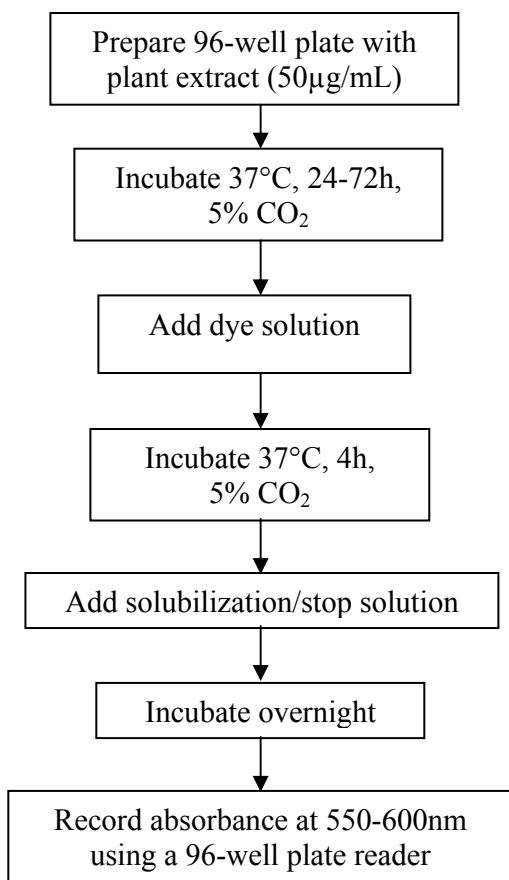 Prepare 96-well plate with
plant extract (50µg/mL)
Incubate 37°C, 24-72h,
5% CO₂
Add dye solution
Incubate 37°C, 4h,
5% CO₂
Add solubilization/stop solution
Incubate overnight
Record absorbance at 550-600nm
using a 96-well plate reader